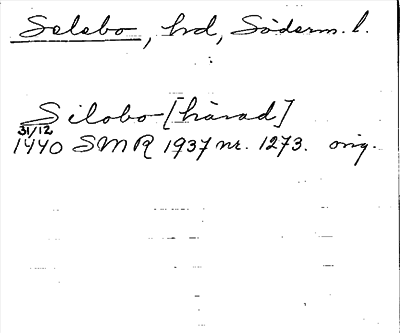 Selebo, hd, Söderm. l.
Silobo [härad]
31/12
1440 SMR 1937 nr. 1273. orig.